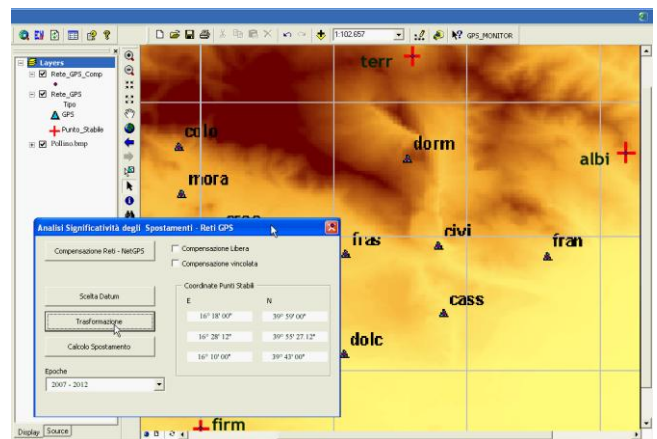 1:102.657
GPS_MONITOR
Layers
Rete_GPS_Comp
Rete_GPS
Tipo
GPS
Punto_Stabile
Pollino.bmp
terr
colo
dorm
albi
mora
fras
civi
fran
cass
dolc
firm
Analisi Significatività degli Spostamenti - Reti GPS
Compensazione Reti - NetGPS
Compensazione Libera
Compensazione vincolata
Scelta Datum
Trasformazione
Calcolo Spostamento
Coordinate Punti Stabili
E N
16° 18' 00" 39° 59' 00"
16° 28' 12" 39° 55' 27.12"
16° 10' 00" 39° 43' 00"
Epoche
2007 - 2012
Display Source